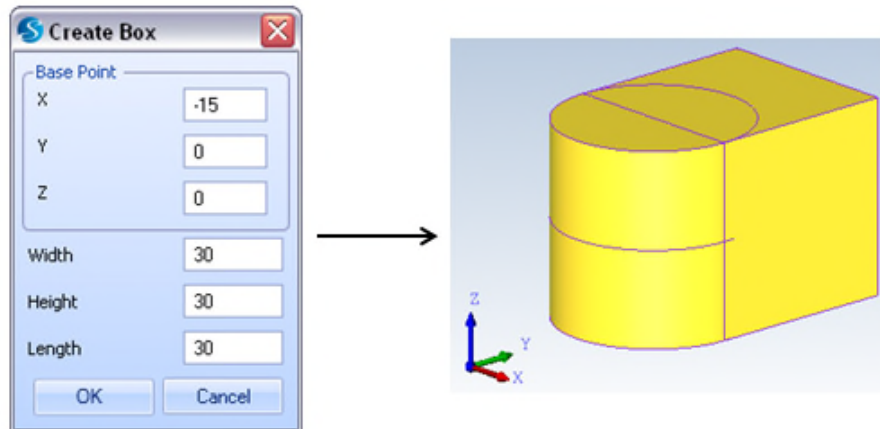 Create Box
Base Point
X -15
Y 0
Z 0
Width 30
Height 30
Length 30
OK Cancel
Z
Y
X